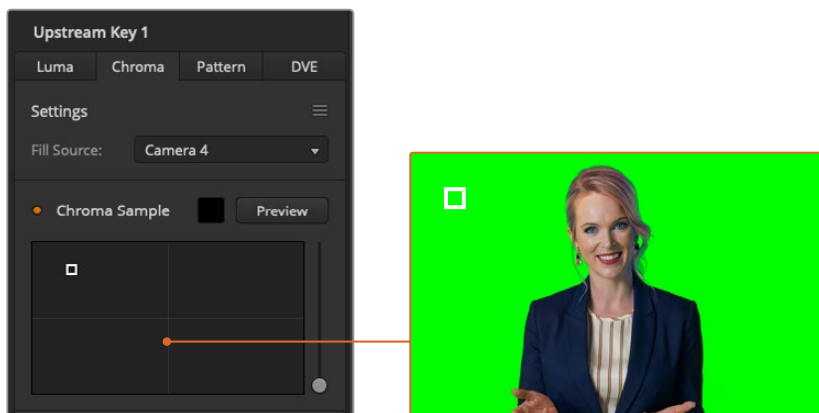 Upstream Key 1
Luma Chroma Pattern DVE
Settings
Fill Source: Camera 4
Chroma Sample Preview